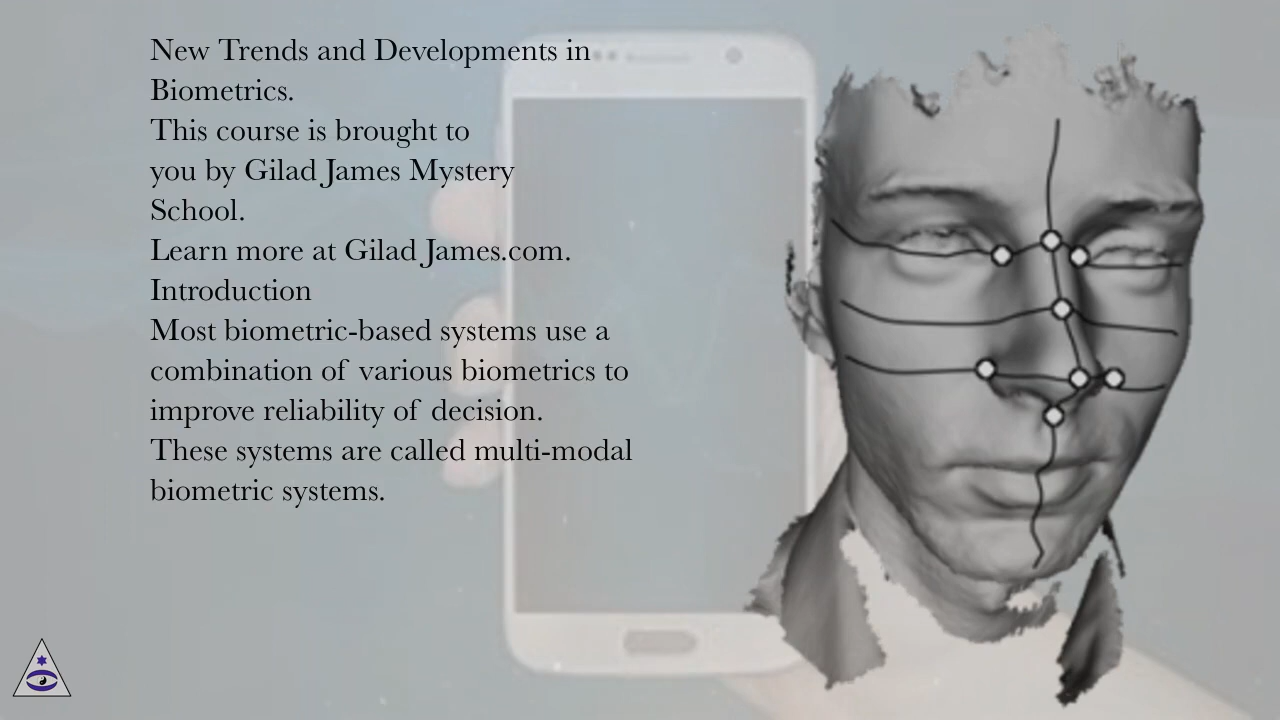 New Trends and Developments in
Biometrics.
This course is brought to
you by Gilad James Mystery
School.
Learn more at Gilad James.com.
Introduction
Most biometric-based systems use a
combination of various biometrics to
improve reliability of decision.
These systems are called multi-modal
biometric systems.